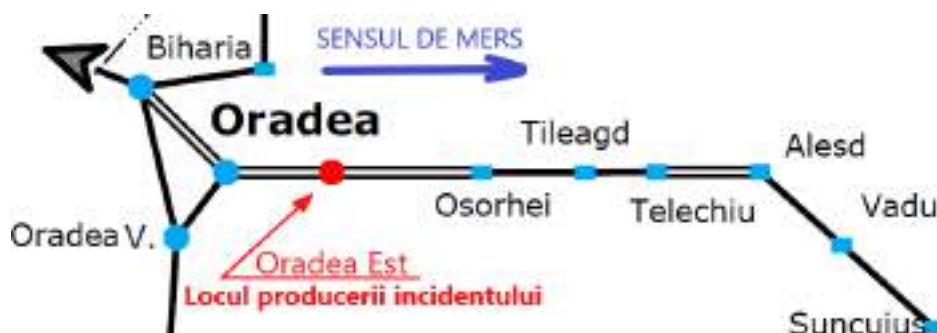 Biharia
SENSUL DE MERS
Oradea
Tileagd
Alesd
Osorhei
Telechiu
Vadu
Oradea V.
Oradea Est
Locul producerii incidentului
Suncuius